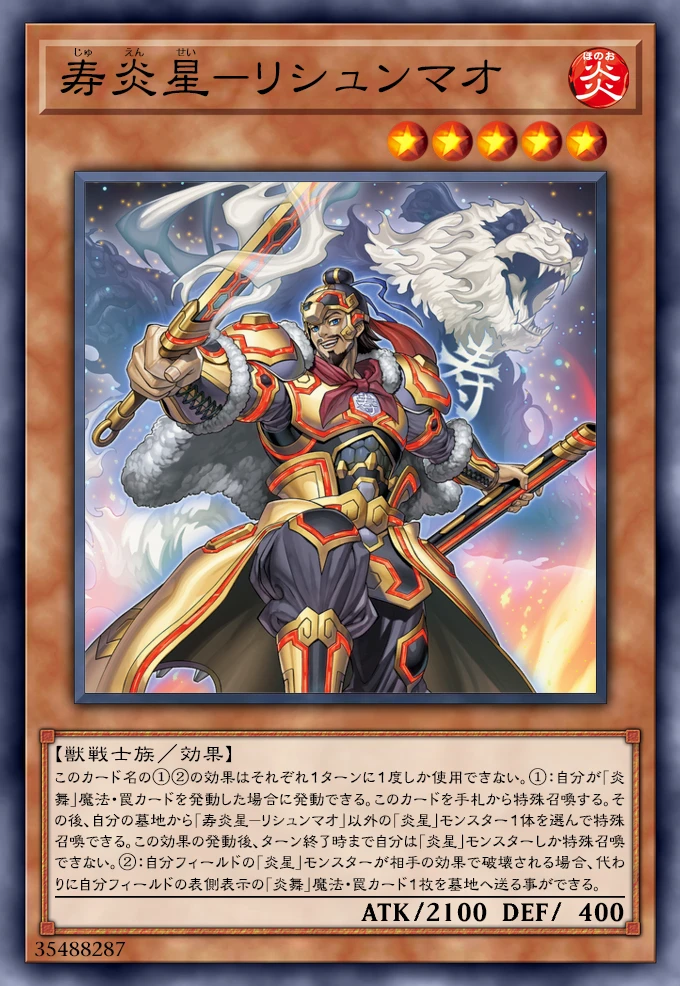 じゅ えん せい
寿炎星－リシュンマオ
ほのお
炎
寿
【獣戦士族／効果】
このカード名の①②の効果はそれぞれ1ターンに1度しか使用できない。①：自分が「炎
舞」魔法・罠カードを発動した場合に発動できる。このカードを手札から特殊召喚する。そ
の後、自分の墓地から「寿炎星－リシュンマオ」以外の「炎星」モンスター1体を選んで特殊
召喚できる。この効果の発動後、ターン終了時まで自分は「炎星」モンスターしか特殊召喚
できない。②：自分フィールドの「炎星」モンスターが相手の効果で破壊される場合、代わ
りに自分フィールドの表側表示の「炎舞」魔法・罠カード1枚を墓地へ送る事ができる。
ATK/2100 DEF/ 400
35488287